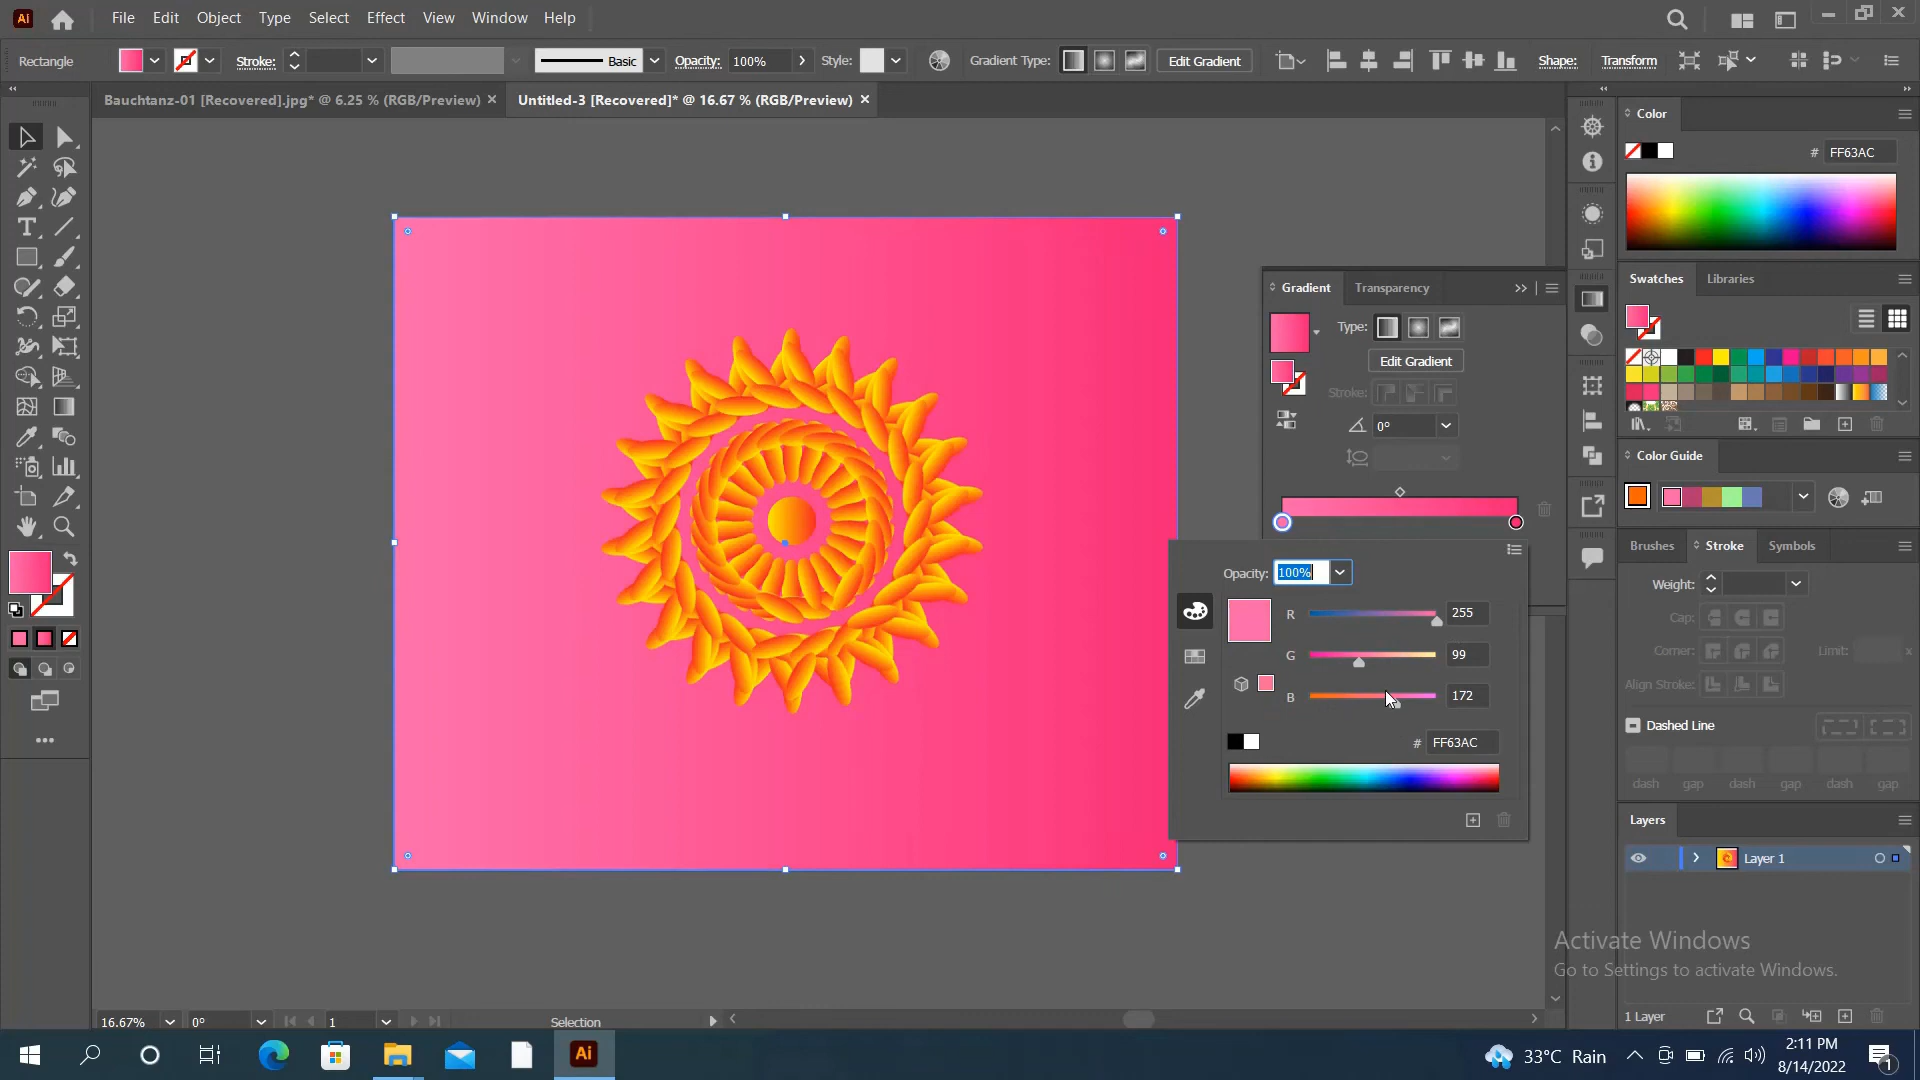 Ai File Edit Object Type Select Effect View Window Help
Rectangle Stroke: Basic Opacity: 100% Style: Gradient Type: Edit Gradient Shape: Transform
Bauchtanz-01 [Recovered].jpg* @ 6.25 % (RGB/Preview) Untitled-3 [Recovered]* @ 16.67 % (RGB/Preview)
Color
# FF63AC
Swatches Libraries
Gradient Transparency
Type:
Edit Gradient
Stroke:
0°
Color Guide
Brushes Stroke Symbols
Weight:
Cap:
Corner: Limit: x
Align Stroke:
Dashed Line
dash gap dash gap dash gap
Opacity: 100%
R 255
G 99
B 172
# FF63AC
Layers
Layer 1
Activate Windows
Go to Settings to activate Windows.
1 Layer
16.67% 0° 1 Selection
Ai
33°C Rain
2:11 PM
8/14/2022
1